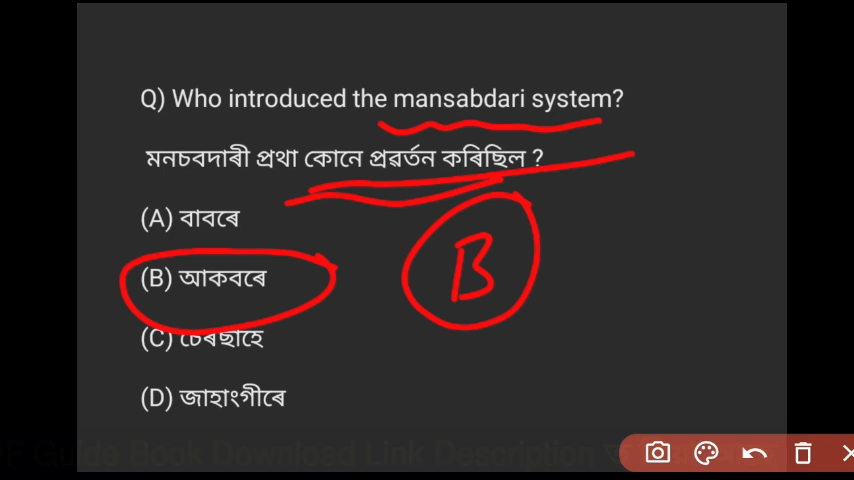 Q) Who introduced the mansabdari system?
মনচবদাৰী প্ৰথা কোনে প্ৰৱৰ্তন কৰিছিল ?
(A) বাবৰে
(B) আকবৰে
B
(C) চেৰছাহে
(D) জাহাংগীৰে
F Guide Book Download Link Description